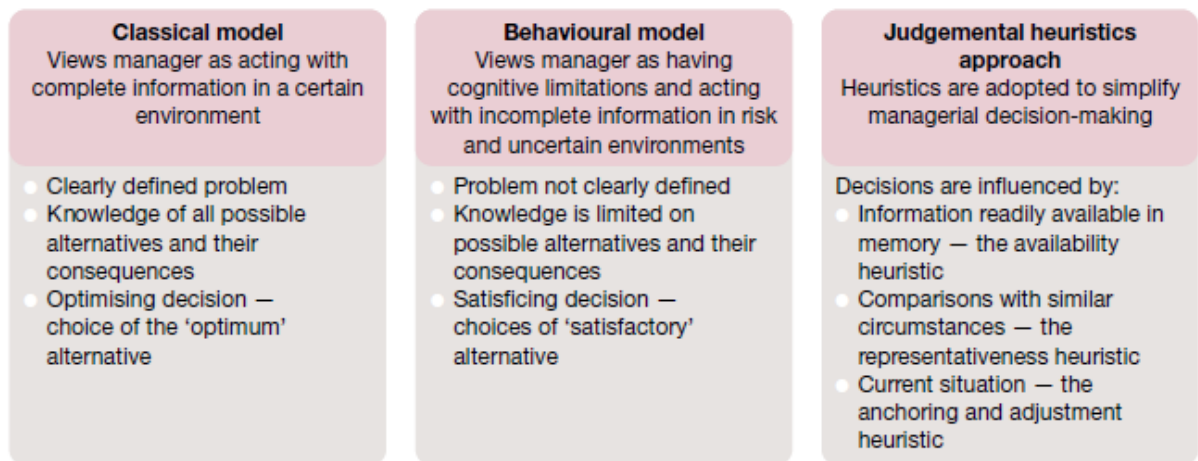 Classical model
Views manager as acting with
complete information in a certain
environment
Clearly defined problem
Knowledge of all possible
alternatives and their
consequences
Optimising decision —
choice of the ‘optimum’
alternative
Behavioural model
Views manager as having
cognitive limitations and acting
with incomplete information in risk
and uncertain environments
Problem not clearly defined
Knowledge is limited on
possible alternatives and their
consequences
Satisficing decision —
choices of ‘satisfactory’
alternative
Judgemental heuristics
approach
Heuristics are adopted to simplify
managerial decision-making
Decisions are influenced by:
Information readily available in
memory — the availability
heuristic
Comparisons with similar
circumstances — the
representativeness heuristic
Current situation — the
anchoring and adjustment
heuristic